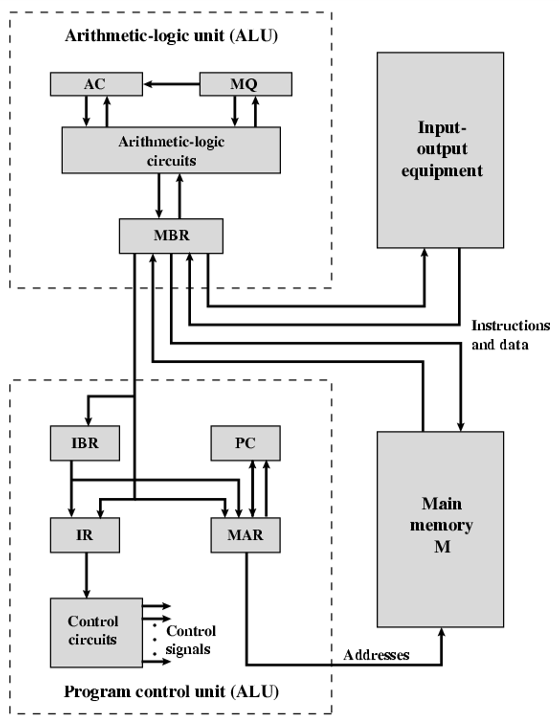 Arithmetic-logic unit (ALU)
AC
MQ
Arithmetic-logic
circuits
MBR
Input-
output
equipment
Instructions
and data
IBR
PC
IR
MAR
Main
memory
M
Control
circuits
Control
signals
Addresses
Program control unit (ALU)